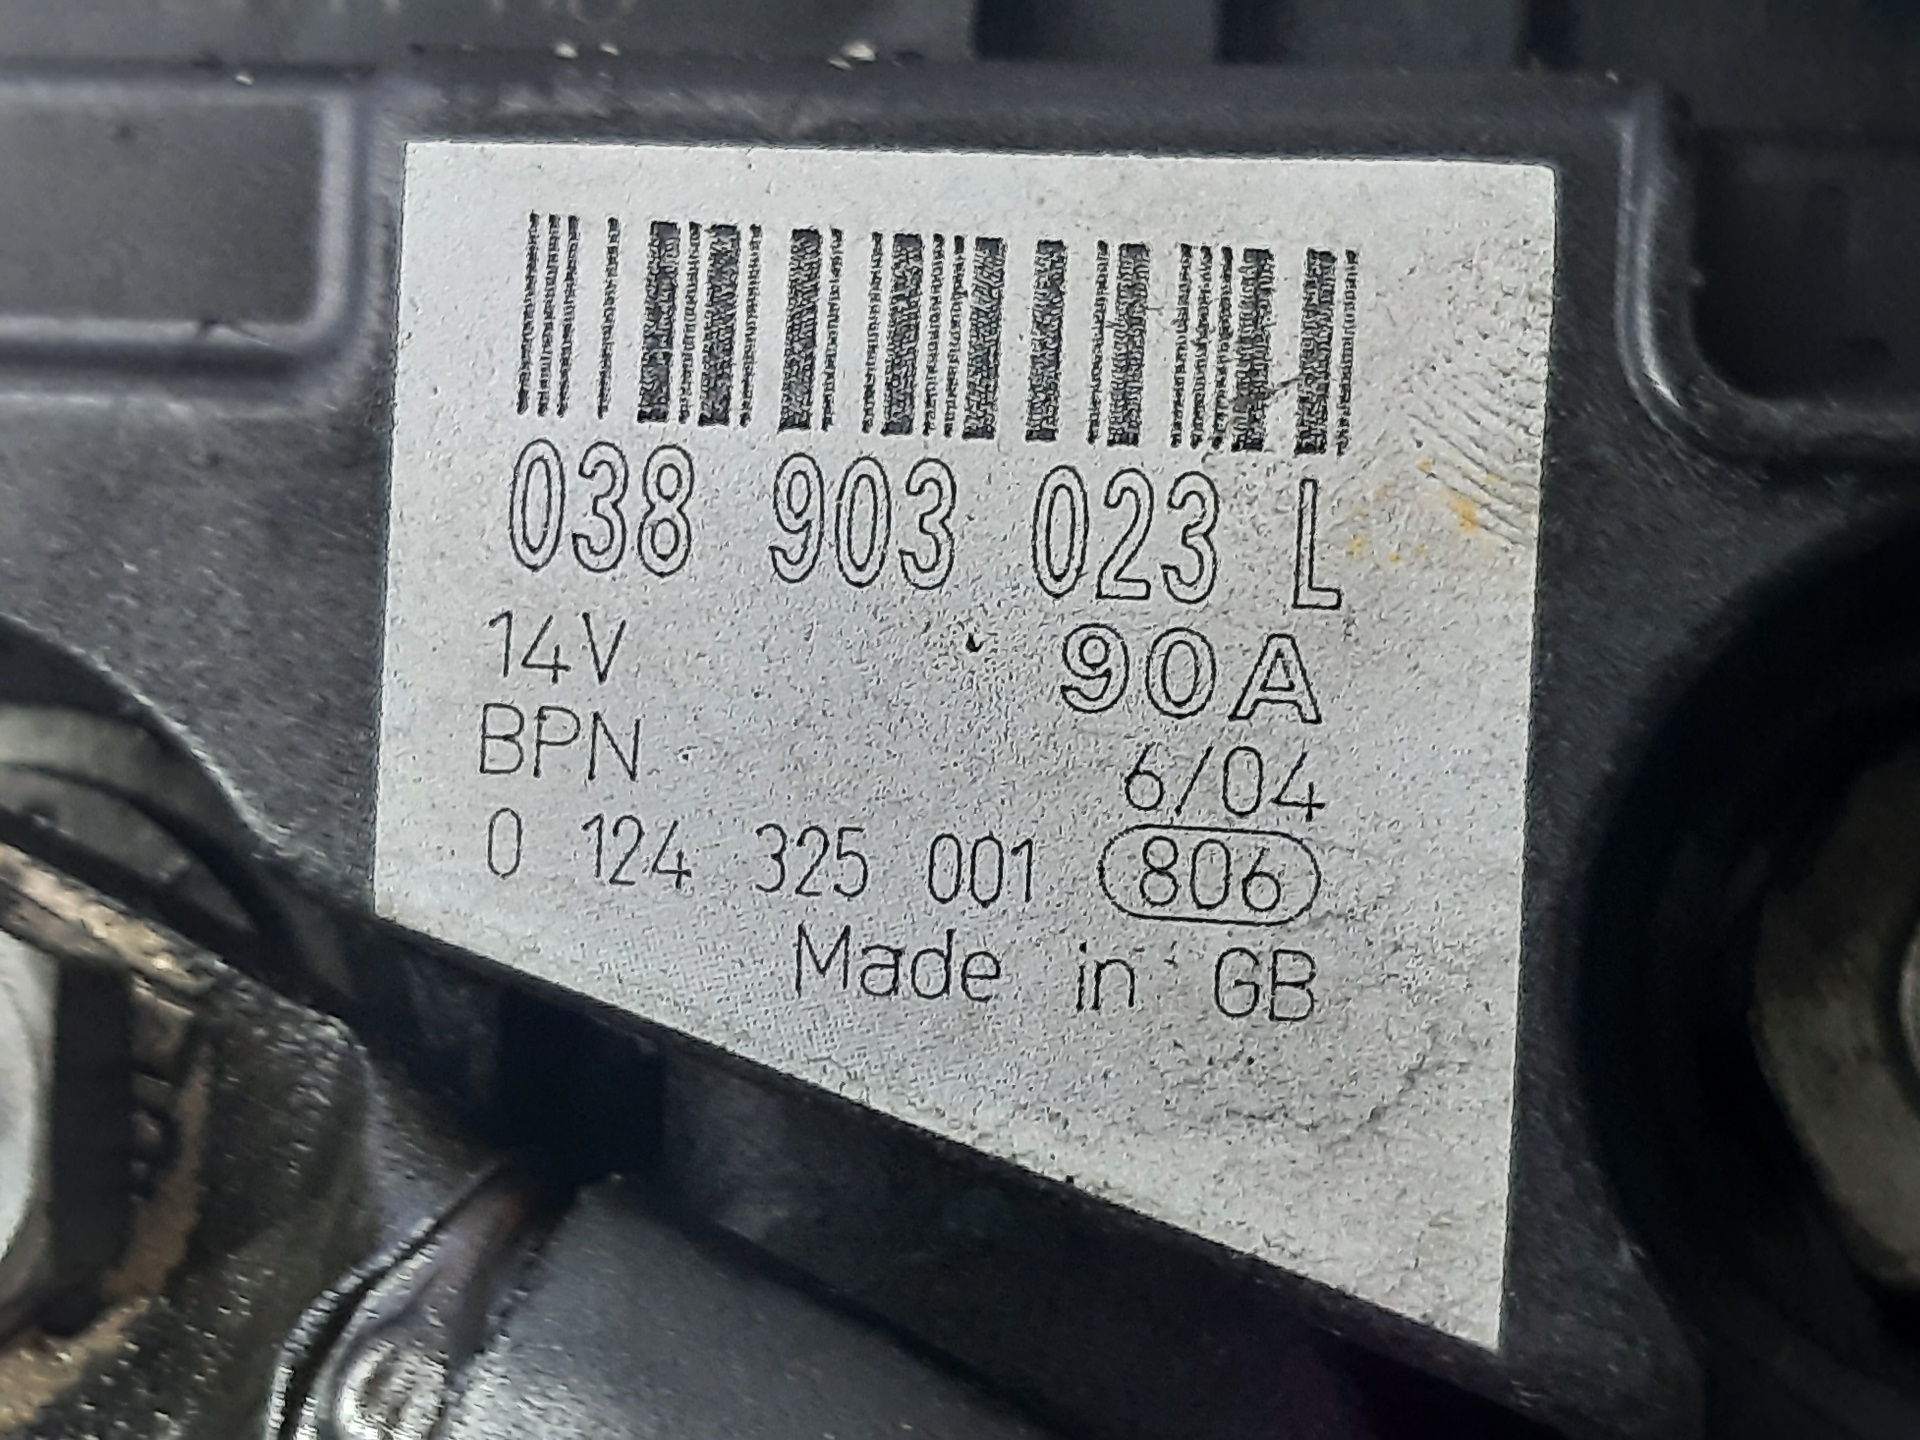 038 903 023 L
14V 90A
BPN 6/04
0 124 325 001 806
Made in GB